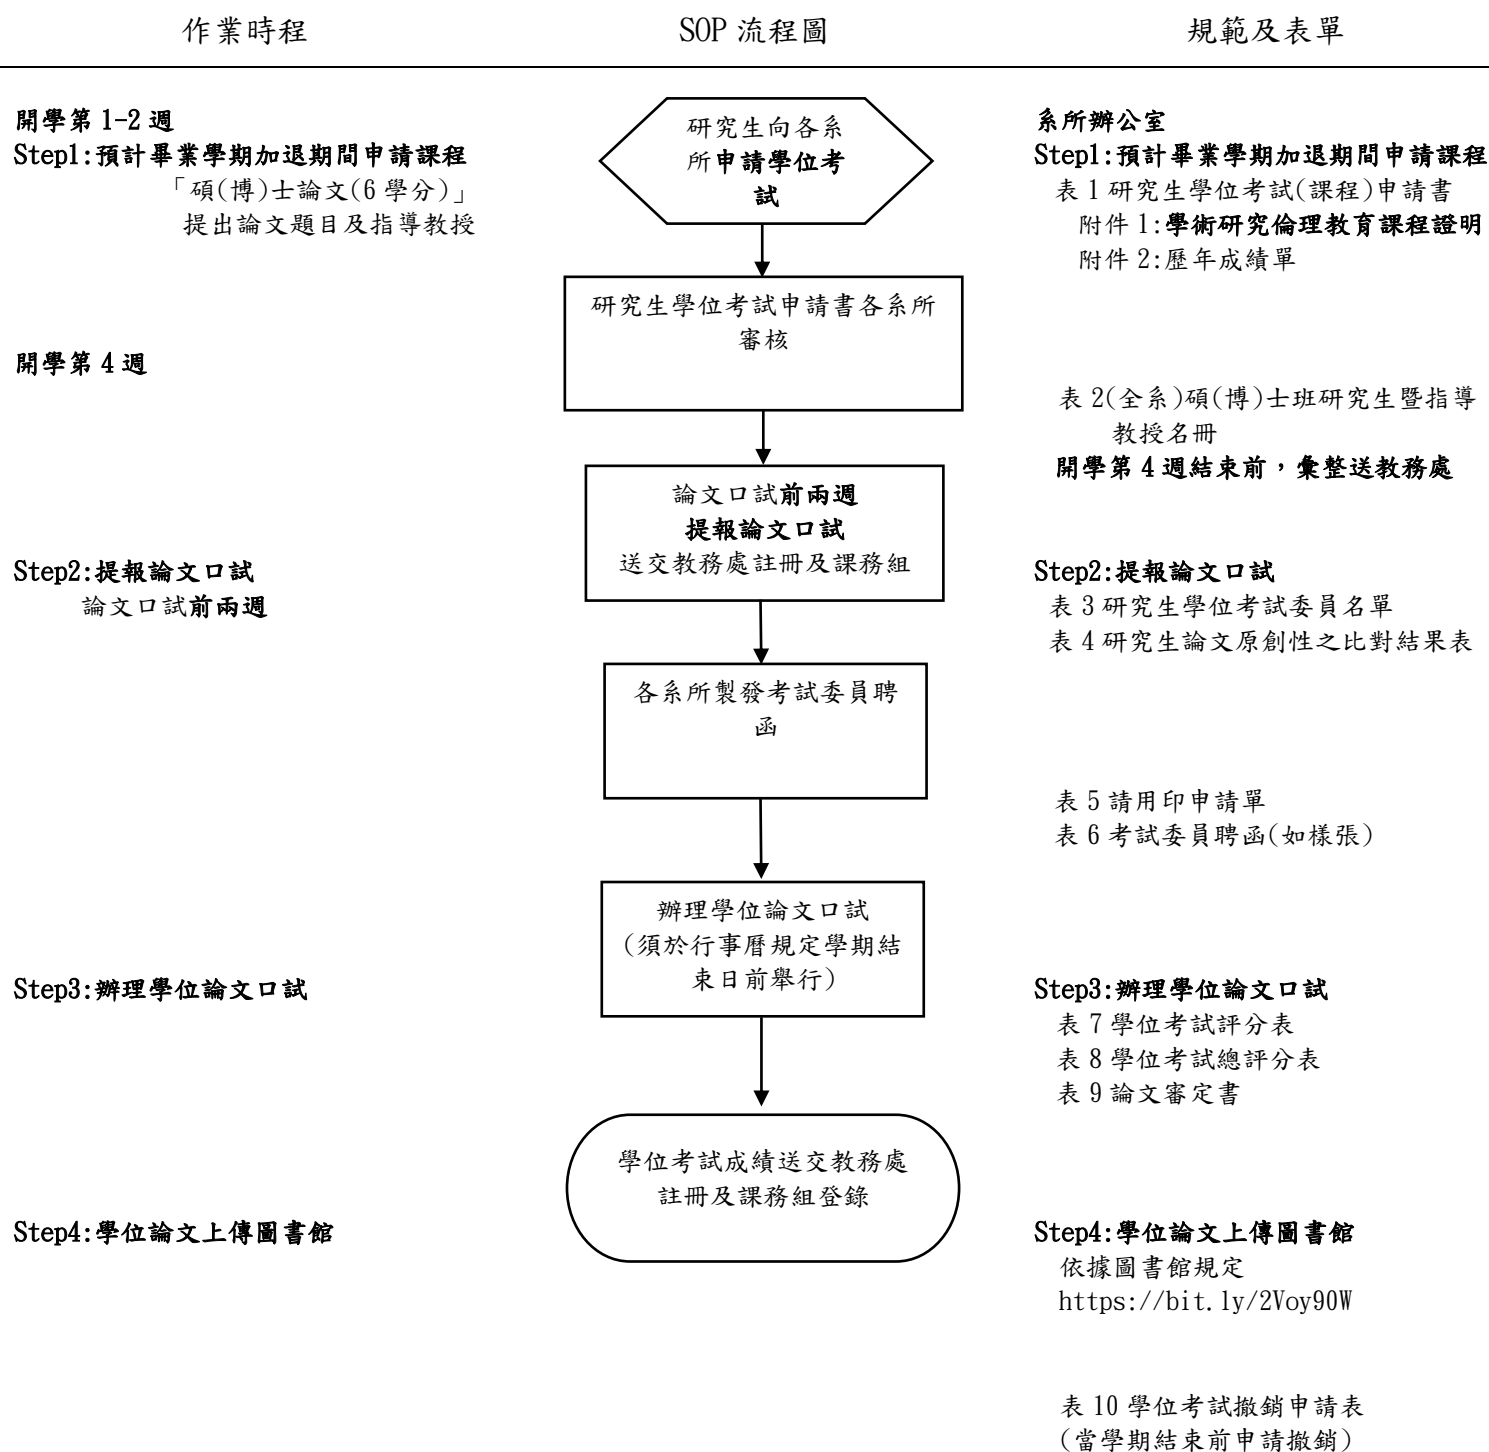 作業時程
SOP 流程圖
規範及表單
開學第 1-2 週
Step1:預計畢業學期加退期間申請課程
「碩(博)士論文(6 學分)」
提出論文題目及指導教授
開學第 4 週
Step2:提報論文口試
論文口試前兩週
Step3:辦理學位論文口試
Step4:學位論文上傳圖書館
研究生向各系
所申請學位考
試
研究生學位考試申請書各系所
審核
論文口試前兩週
提報論文口試
送交教務處註冊及課務組
各系所製發考試委員聘
函
辦理學位論文口試
(須於行事曆規定學期結
束日前舉行)
學位考試成績送交教務處
註冊及課務組登錄
系所辦公室
Step1:預計畢業學期加退期間申請課程
表 1 研究生學位考試(課程)申請書
附件 1:學術研究倫理教育課程證明
附件 2:歷年成績單
表 2(全系)碩(博)士班研究生暨指導
教授名冊
開學第 4 週結束前，彙整送教務處
Step2:提報論文口試
表 3 研究生學位考試委員名單
表 4 研究生論文原創性之比對結果表
表 5 請用印申請單
表 6 考試委員聘函(如樣張)
Step3:辦理學位論文口試
表 7 學位考試評分表
表 8 學位考試總評分表
表 9 論文審定書
Step4:學位論文上傳圖書館
依據圖書館規定
https://bit.ly/2Voy90W
表 10 學位考試撤銷申請表
(當學期結束前申請撤銷)